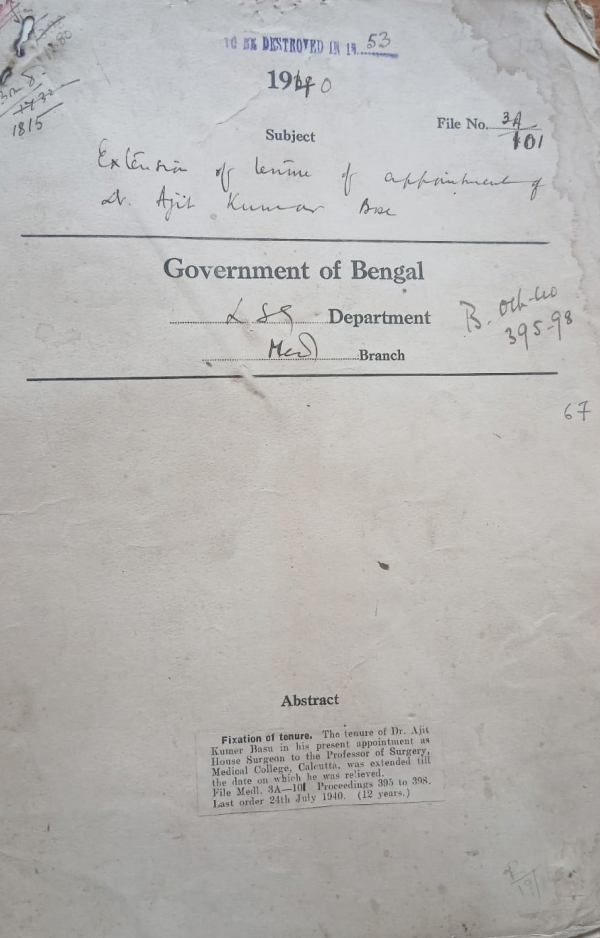 TO BE DESTROYED IN 19 53
1940
File No. 3A/101
Subject
Extension of tenure of appointment of
Dr. Ajit Kumar Bose
Government of Bengal
LSG Department
Medl Branch
B. Oct-40
395-98
67
1815
Abstract
Fixation of tenure. The tenure of Dr. Ajit
Kumer Basu in his present appointment as
House Surgeon to the Professor of Surgery,
Medical College, Calcutta, was extended till
the date on which he was relieved.
File Medl. 3A—101 Proceedings 395 to 398.
Last order 24th July 1940. (12 years.)